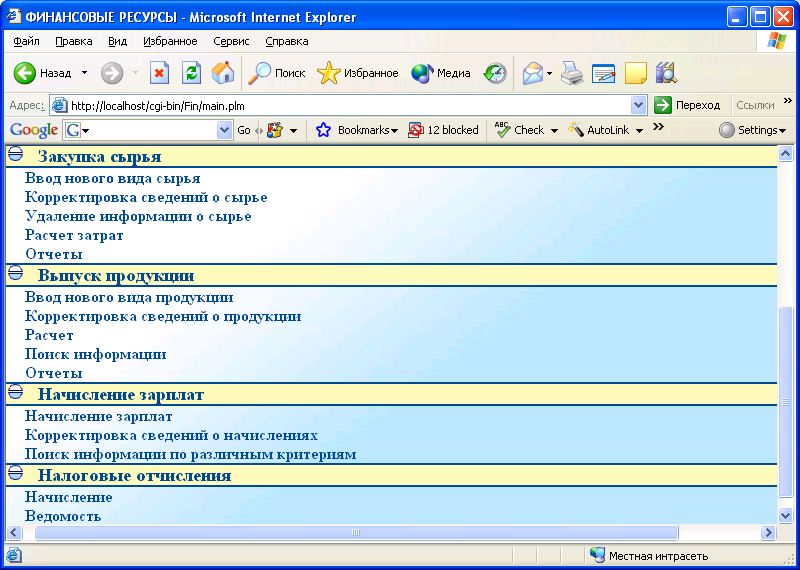 ФИНАНСОВЫЕ РЕСУРСЫ - Microsoft Internet Explorer
Файл Правка Вид Избранное Сервис Справка
Назад Поиск Избранное Медиа
Адрес: http://localhost/cgi-bin/Fin/main.plm Переход Ссылки »
Google G Go Bookmarks 12 blocked ABC Check AutoLink » Settings
Закупка сырья
Ввод нового вида сырья
Корректировка сведений о сырье
Удаление информации о сырье
Расчет затрат
Отчеты
Выпуск продукции
Ввод нового вида продукции
Корректировка сведений о продукции
Расчет
Поиск информации
Отчеты
Начисление зарплат
Начисление зарплат
Корректировка сведений о начислениях
Поиск информации по различным критериям
Налоговые отчисления
Начисление
Ведомость
Местная интрасеть